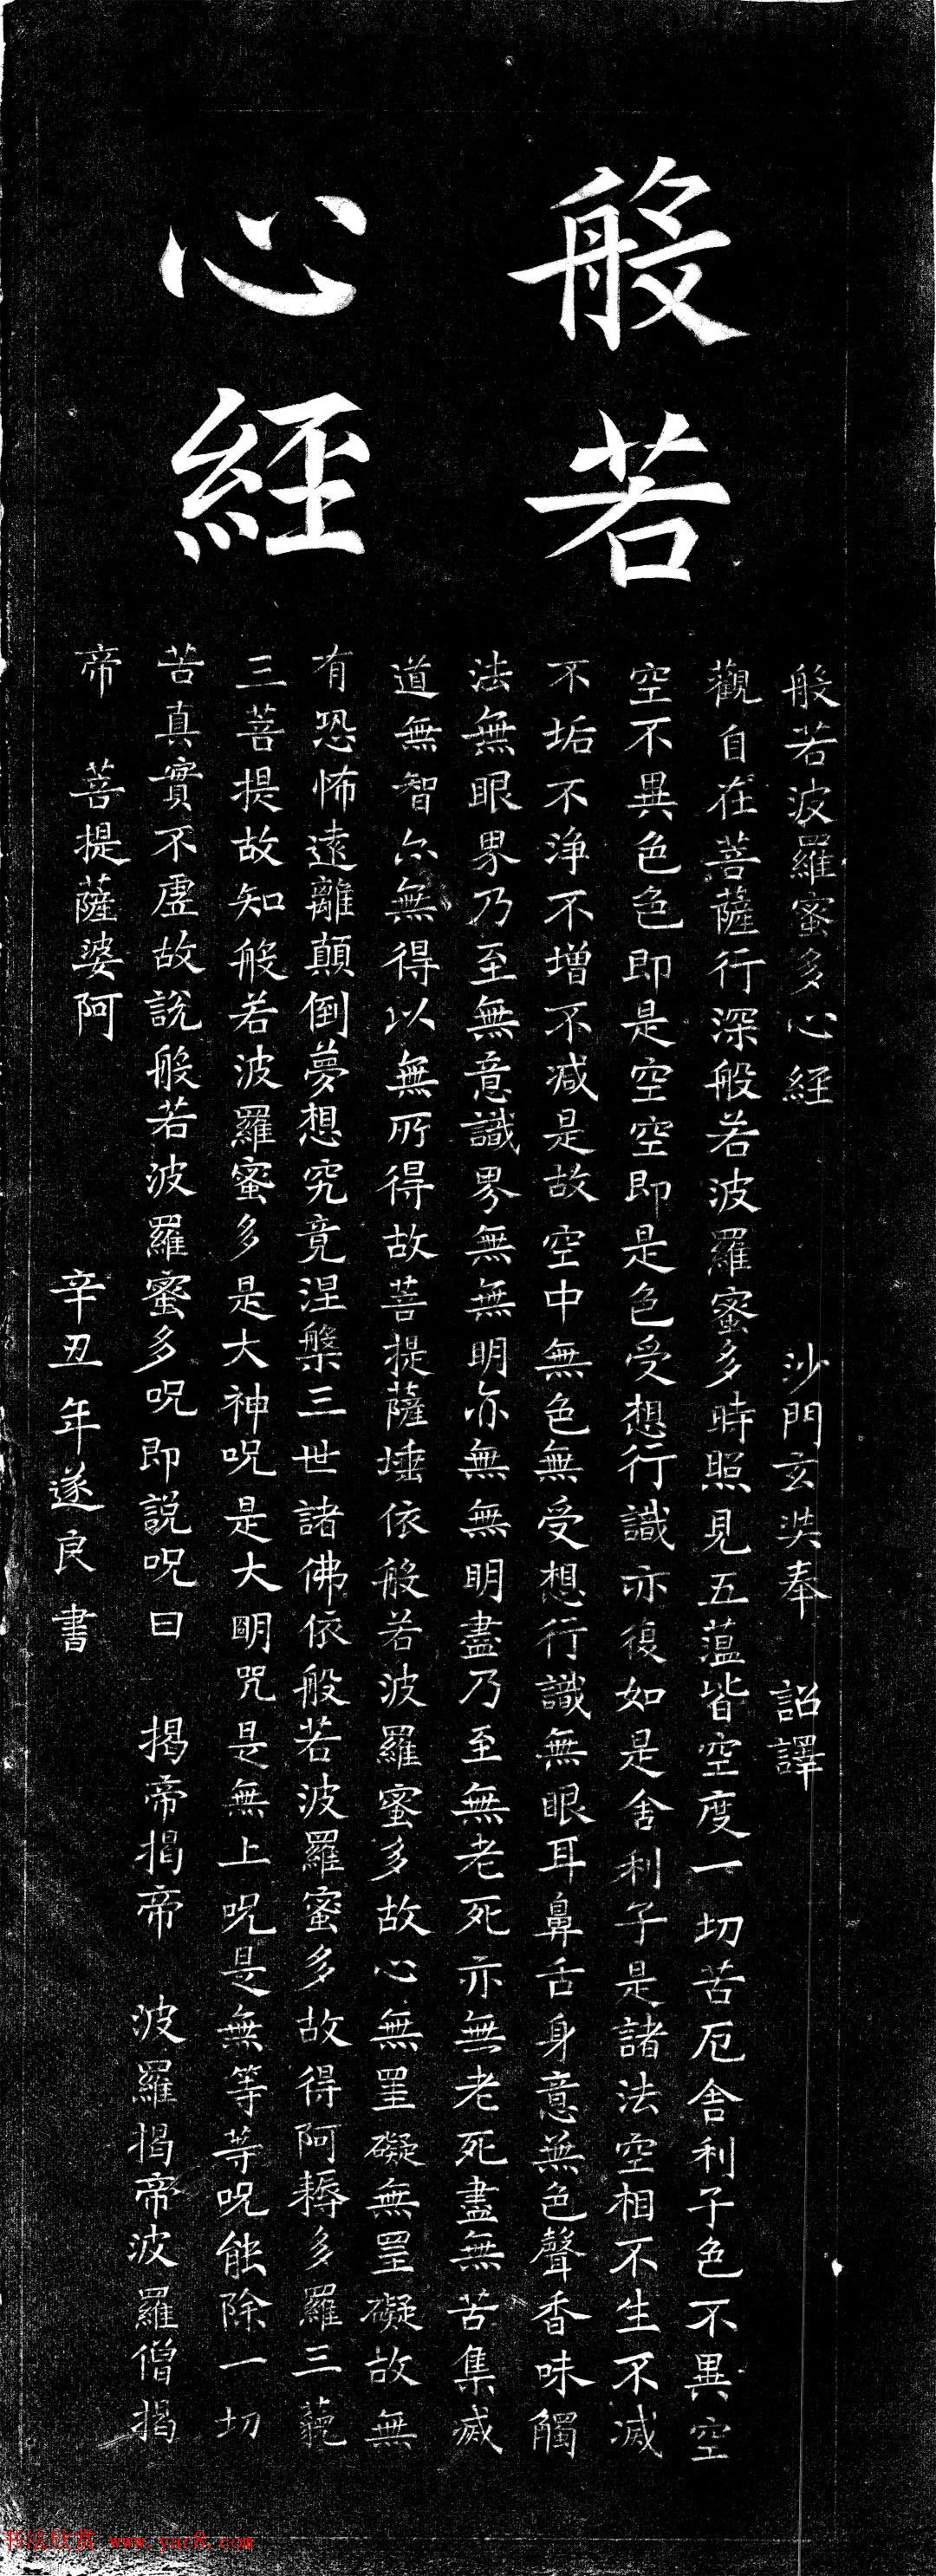 般若
心經
般若波羅蜜多心經 沙門玄奘奉 詔譯
觀自在菩薩行深般若波羅蜜多時照見五蕰皆空度一切苦厄舍利子色不異空
空不異色色即是空空即是色受想行識亦復如是舍利子是諸法空相不生不滅
不垢不淨不增不减是故空中無色無受想行識無眼耳鼻舌身意無色聲香味觸
法無眼界乃至無意識界無無明亦無無明盡乃至無老死亦無老死盡無苦集滅
道無智亦無得以無所得故菩提薩埵依般若波羅蜜多故心無罣礙無罣礙故無
有恐怖遠離顛倒夢想究竟涅槃三世諸佛依般若波羅蜜多故得阿耨多羅三藐
三菩提故知般若波羅蜜多是大神呪是大明咒是無上呪是無等等呪能除一切
苦真實不虛故說般若波羅蜜多呪即說呪曰 揭帝揭帝 波羅揭帝波羅僧揭
帝 菩提薩婆阿
辛丑年遂良書
书法欣赏 www.yac8.com